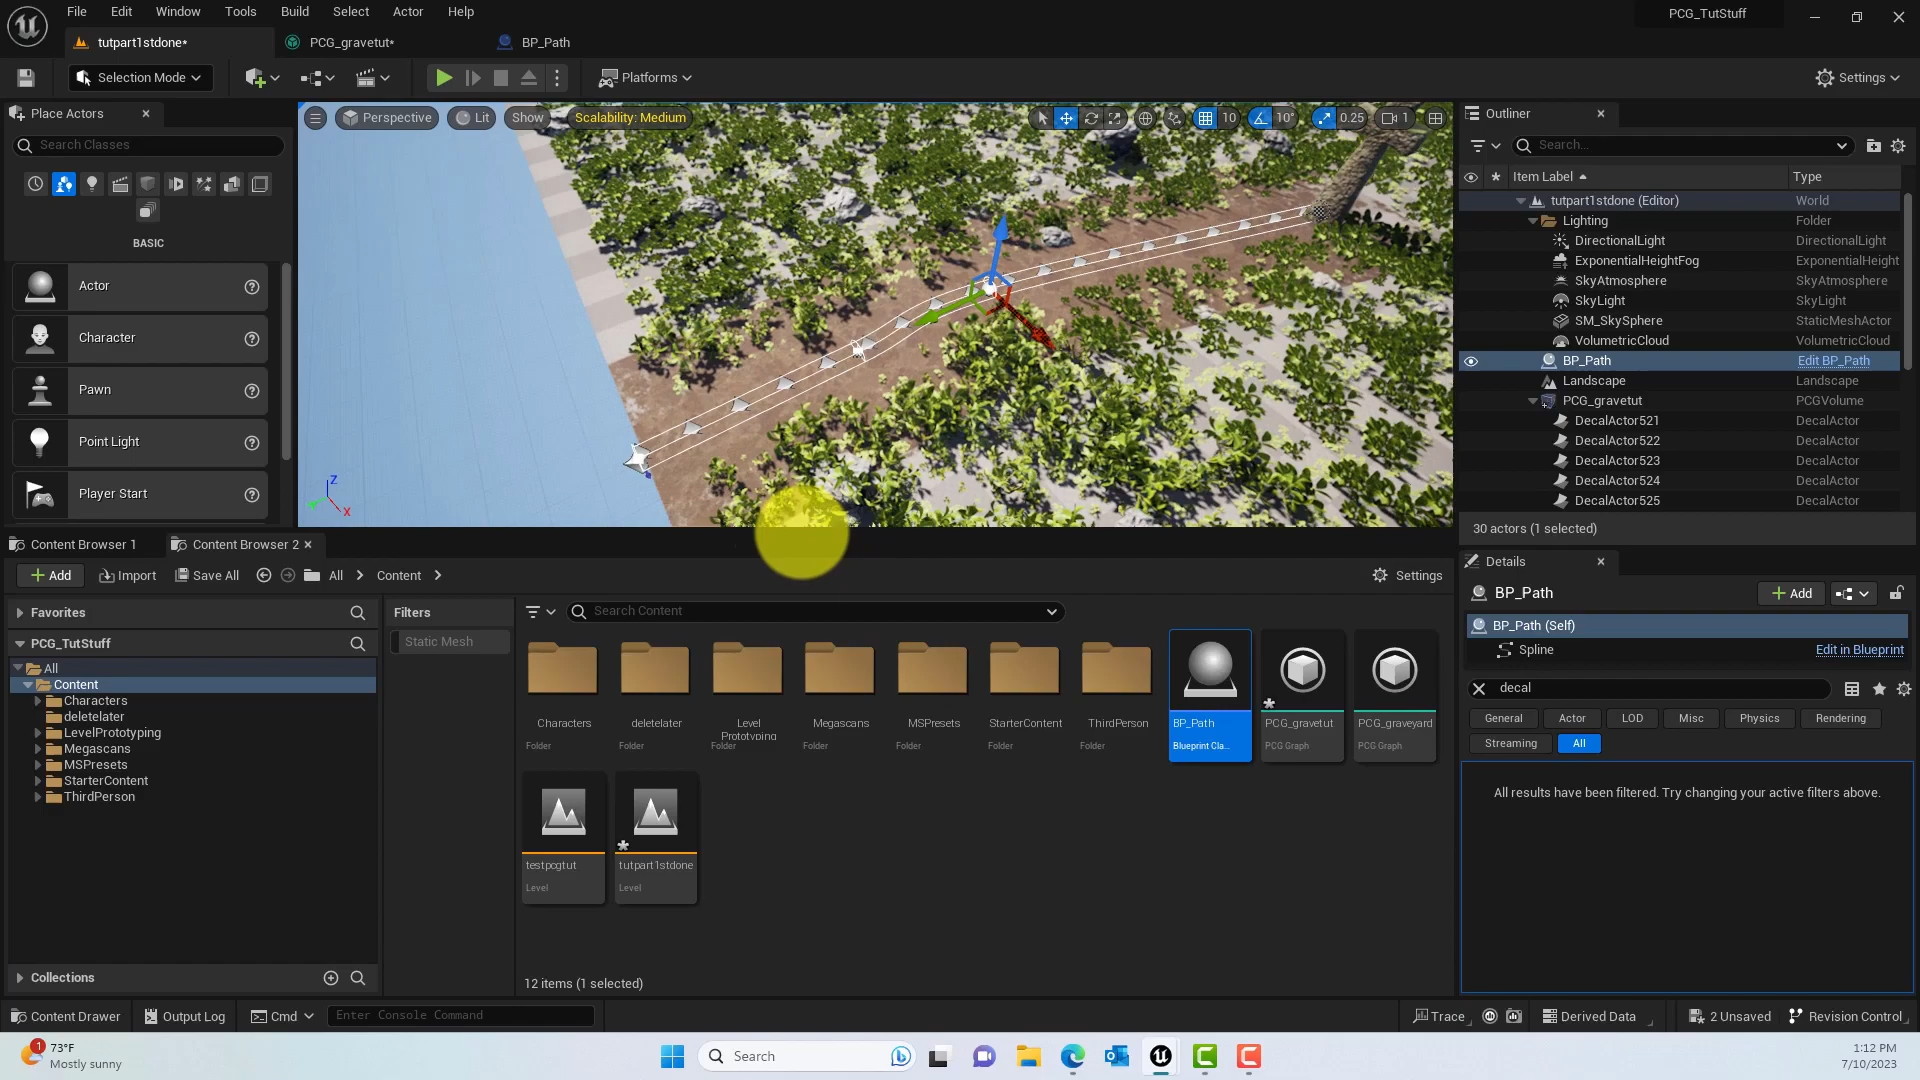 File Edit Window Tools Build Select Actor Help
PCG_TutStuff
tutpart1stdone*
PCG_gravetut*
BP_Path
Selection Mode
Platforms
Settings
Place Actors
Search Classes
BASIC
Actor
Character
Pawn
Point Light
Player Start
Perspective
Lit
Show
Scalability: Medium
10
10°
0.25
1
Z
X
Outliner
Search...
Item Label
Type
tutpart1stdone (Editor) World
Lighting Folder
DirectionalLight DirectionalLight
ExponentialHeightFog ExponentialHeight
SkyAtmosphere SkyAtmosphere
SkyLight SkyLight
SM_SkySphere StaticMeshActor
VolumetricCloud VolumetricCloud
BP_Path Edit BP_Path
Landscape Landscape
PCG_gravetut PCGVolume
DecalActor521 DecalActor
DecalActor522 DecalActor
DecalActor523 DecalActor
DecalActor524 DecalActor
DecalActor525 DecalActor
30 actors (1 selected)
Content Browser 1
Content Browser 2
Add
Import
Save All
All
Content
Settings
Favorites
PCG_TutStuff
All
Content
Characters
deletelater
LevelPrototyping
Megascans
MSPresets
StarterContent
ThirdPerson
Collections
Filters
Static Mesh
Search Content
Characters
Folder
deletelater
Folder
Level
Prototyping
Folder
Megascans
Folder
MSPresets
Folder
StarterContent
Folder
ThirdPerson
Folder
BP_Path
Blueprint Cla...
PCG_gravetut
PCG Graph
PCG_graveyard
PCG Graph
testpcgtut
Level
tutpart1stdone
Level
12 items (1 selected)
Details
BP_Path
Add
BP_Path (Self)
Spline
Edit in Blueprint
decal
General
Actor
LOD
Misc
Physics
Rendering
Streaming
All
All results have been filtered. Try changing your active filters above.
Content Drawer
Output Log
Cmd
Enter Console Command
Trace
Derived Data
2 Unsaved
Revision Control
1
73°F
Mostly sunny
Search
1:12 PM
7/10/2023